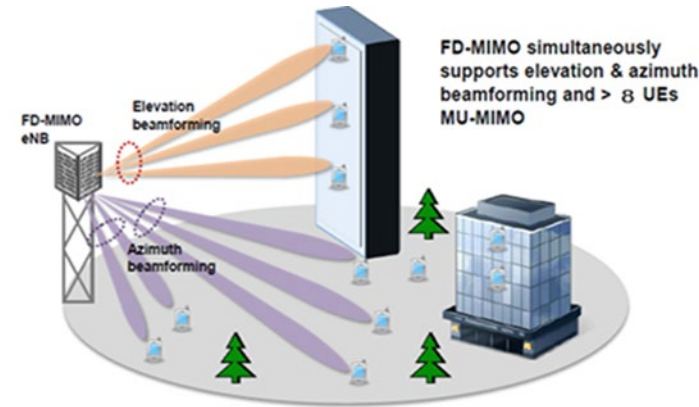 FD-MIMO simultaneously
supports elevation & azimuth
beamforming and > 8 UEs
MU-MIMO
Elevation
beamforming
FD-MIMO
eNB
Azimuth
beamforming